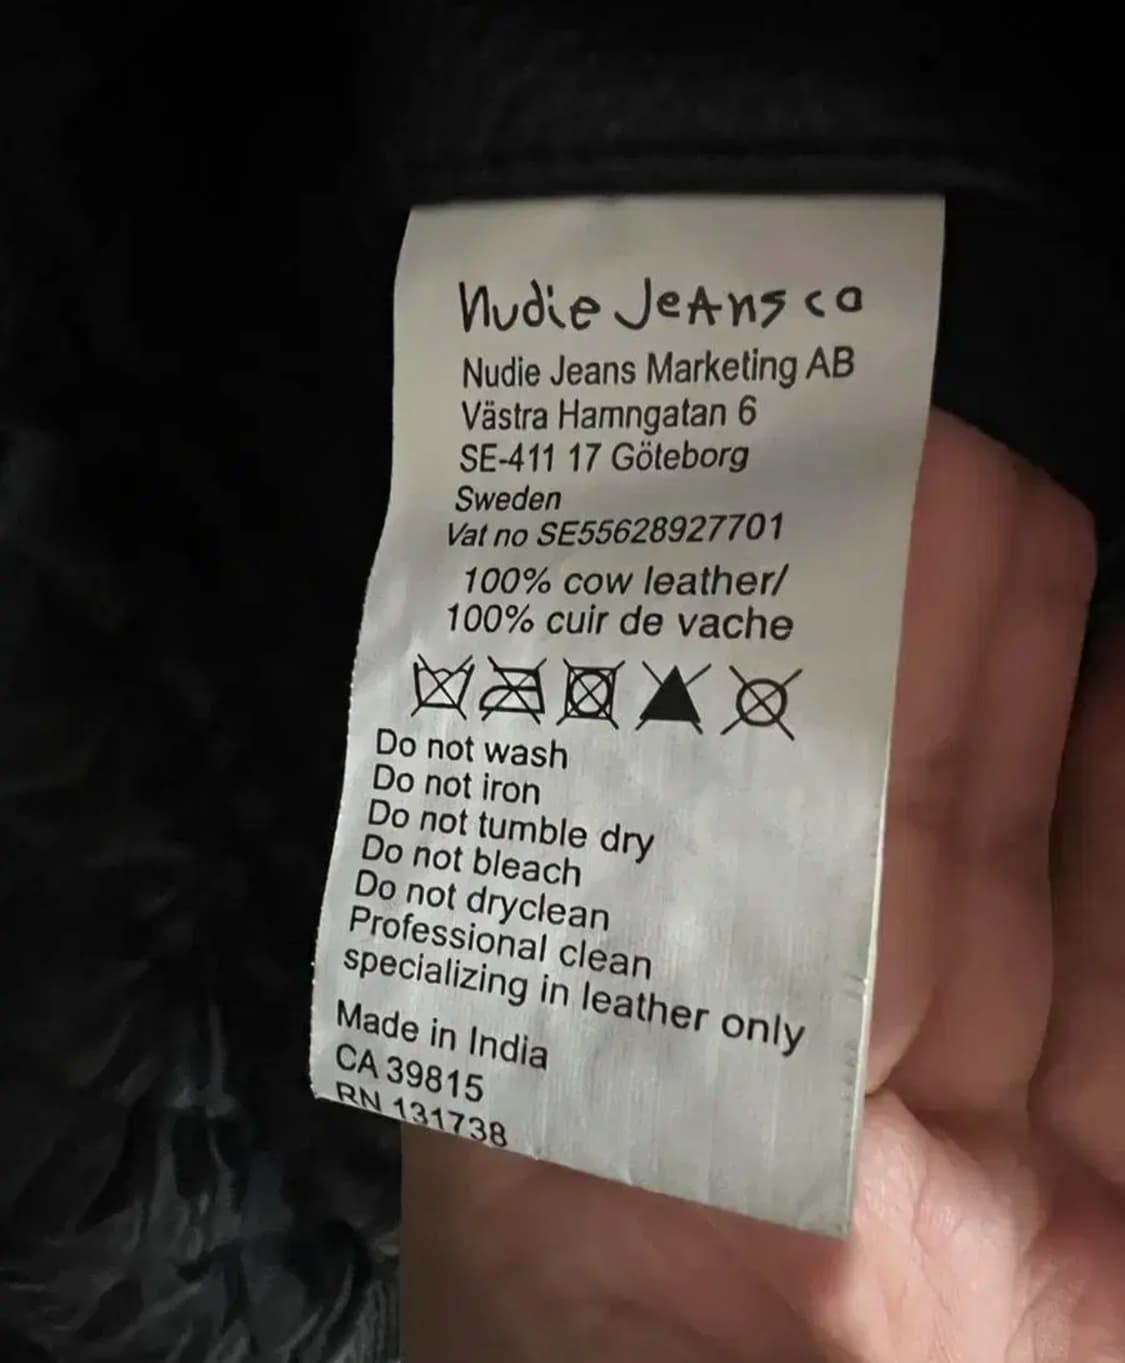 Nudie Jeans co
Nudie Jeans Marketing AB
Västra Hamngatan 6
SE-411 17 Göteborg
Sweden
Vat no SE55628927701
100% cow leather/
100% cuir de vache
Do not wash
Do not iron
Do not tumble dry
Do not bleach
Do not dryclean
Professional clean
specializing in leather only
Made in India
CA 39815
RN 131738